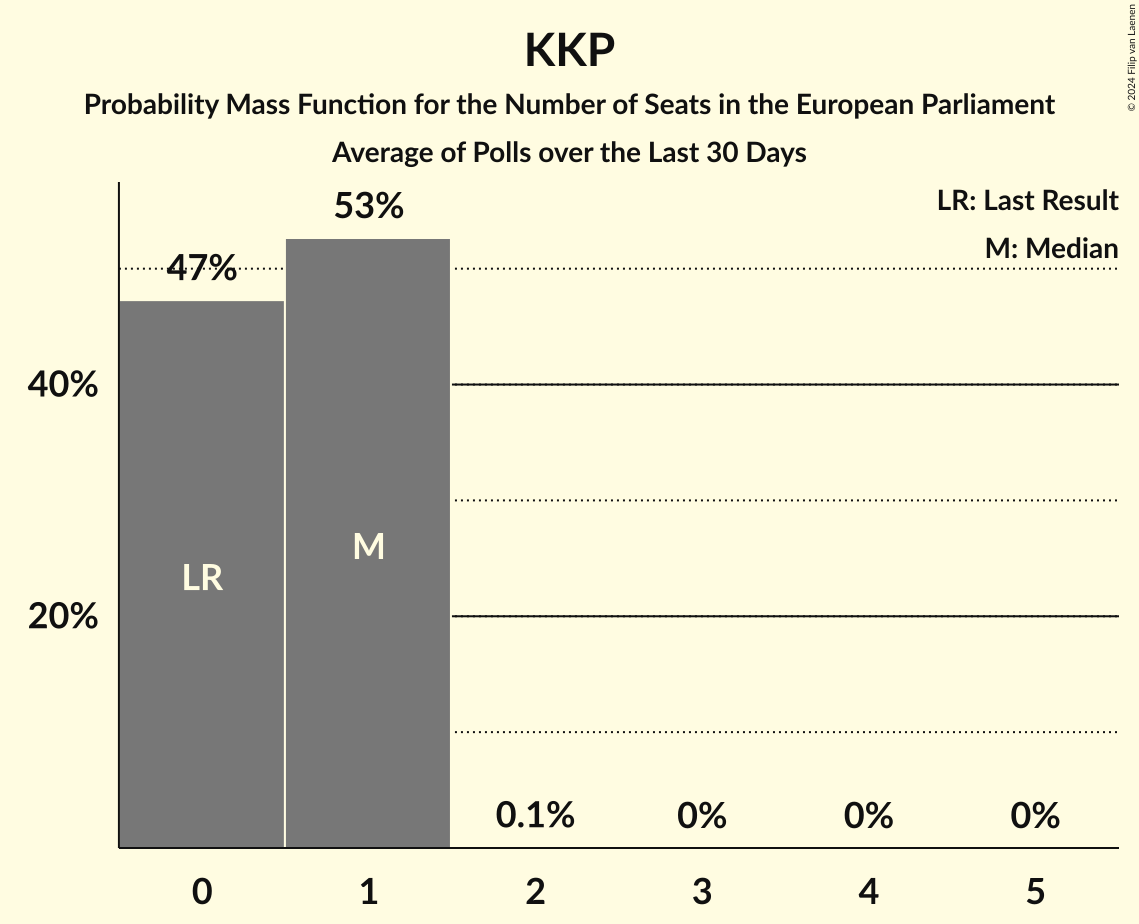 KKP
Probability Mass Function for the Number of Seats in the European Parliament
Average of Polls over the Last 30 Days
© 2024 Filip van Laenen
LR: Last Result
M: Median
53%
47%
40%
20%
LR
M
0.1%
0%
0%
0%
0
1
2
3
4
5